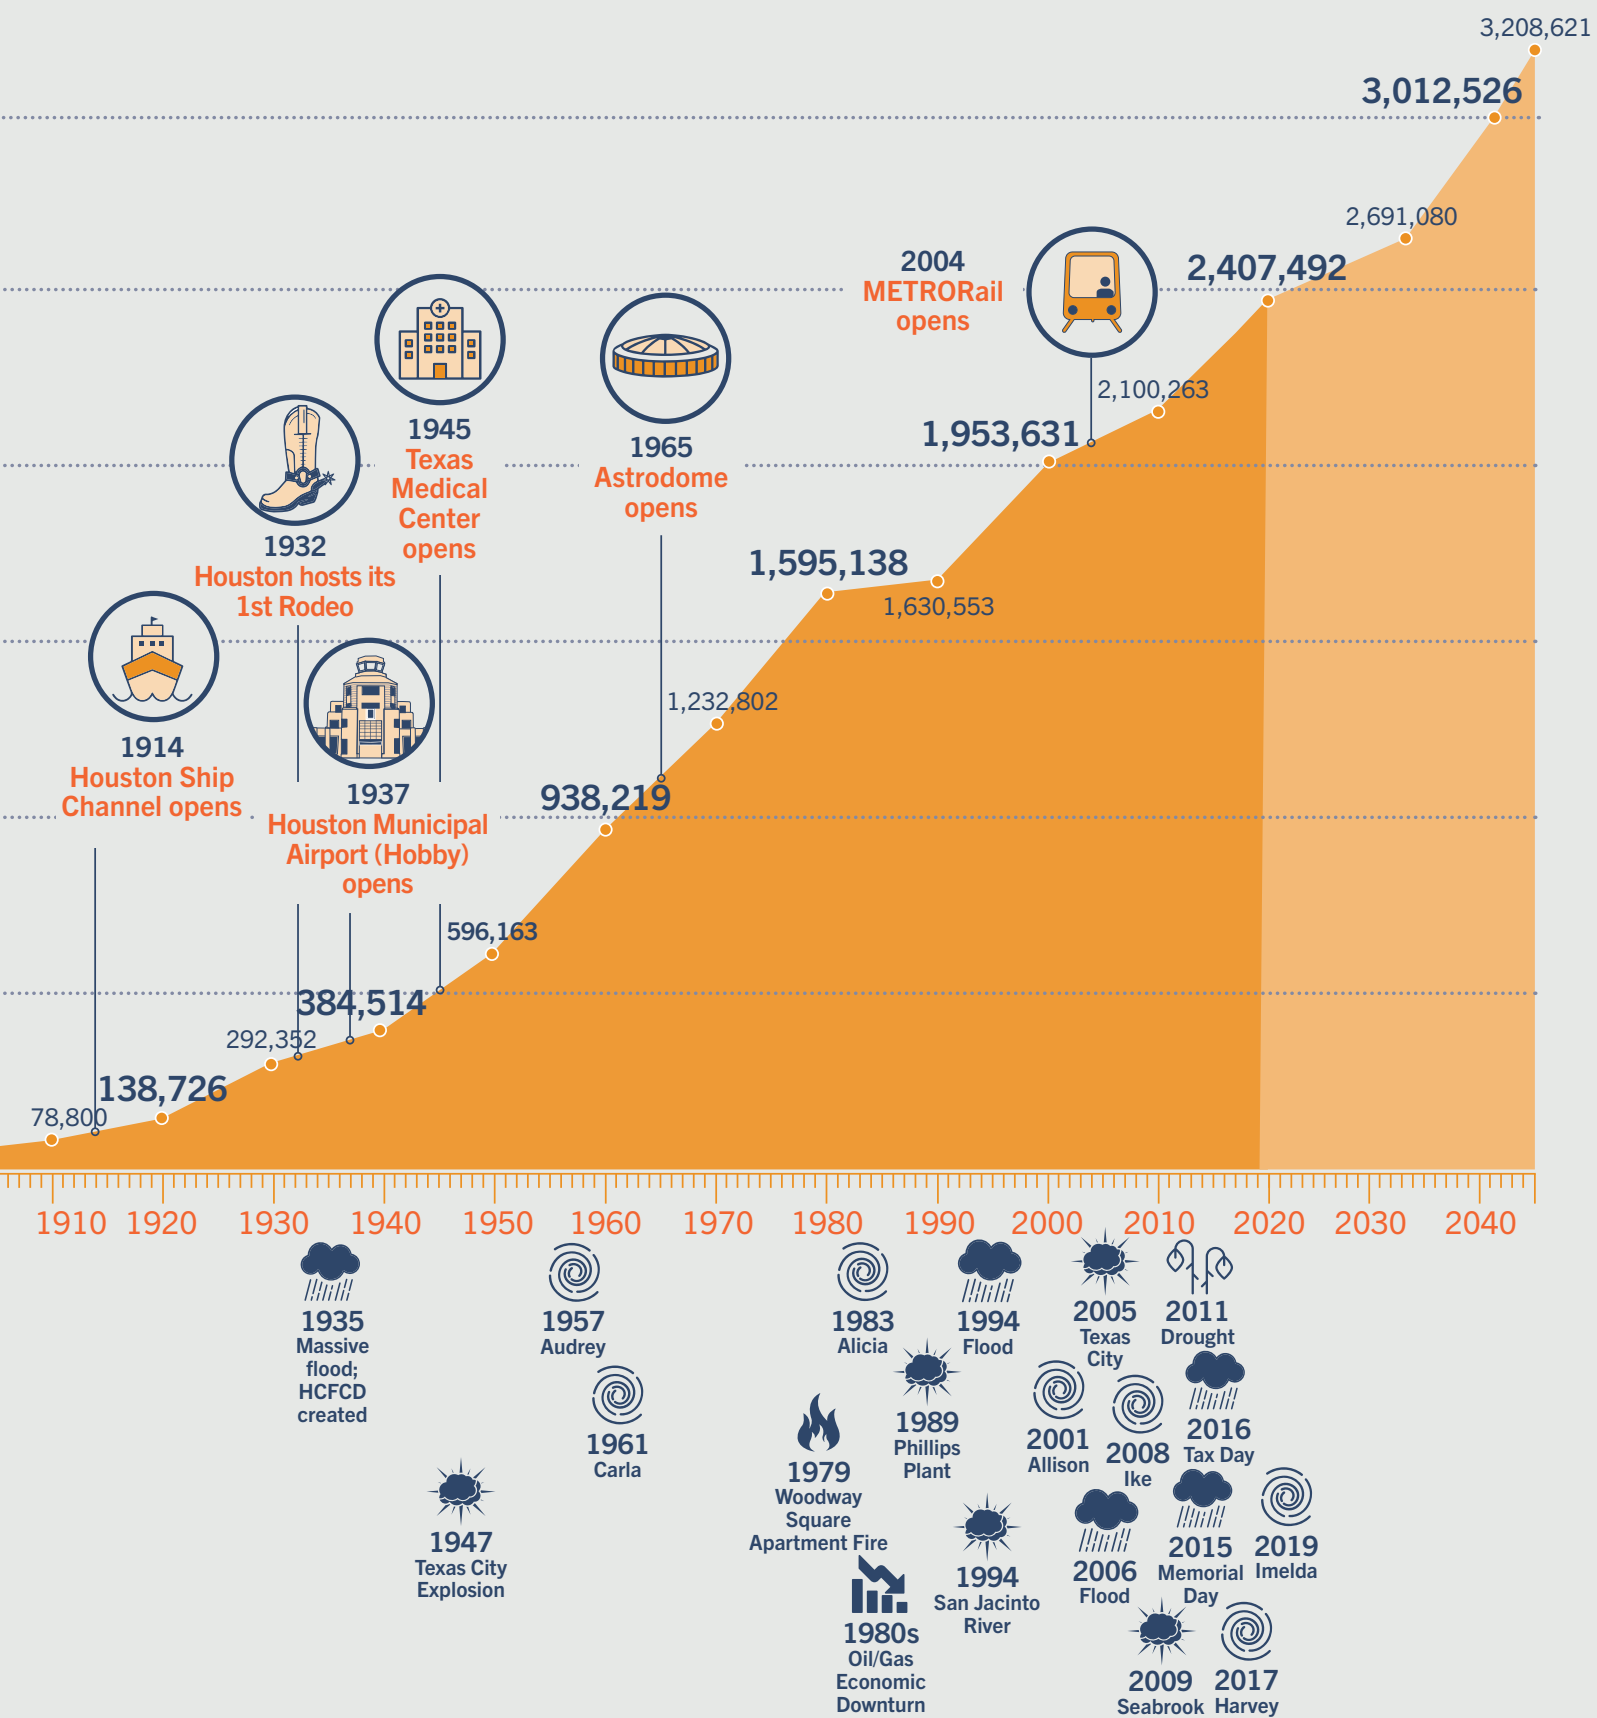 3,208,621
3,012,526
2,691,080
2,407,492
2004
METRORail
opens
2,100,263
1,953,631
1945
Texas
Medical
Center
opens
1965
Astrodome
opens
1932
Houston hosts its
1st Rodeo
1,595,138
1,630,553
1,232,802
1914
Houston Ship
Channel opens
1937
Houston Municipal
Airport (Hobby)
opens
938,219
596,163
384,514
292,352
138,726
78,800
1910 1920 1930 1940 1950 1960 1970 1980 1990 2000 2010 2020 2030 2040
1935
Massive
flood;
HCFCD
created
1947
Texas City
Explosion
1957
Audrey
1961
Carla
1983
Alicia
1979
Woodway
Square
Apartment Fire
1980s
Oil/Gas
Economic
Downturn
1989
Phillips
Plant
1994
Flood
1994
San Jacinto
River
2005
Texas
City
2001
Allison
2008
Ike
2006
Flood
2011
Drought
2016
Tax Day
2015
Memorial
Day
2019
Imelda
2009
Seabrook
2017
Harvey